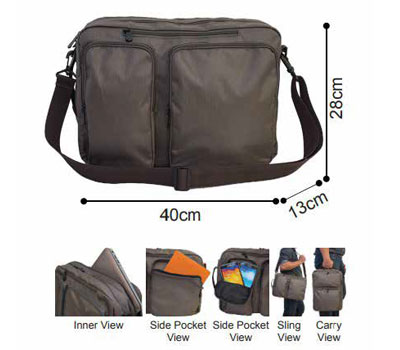 28cm
40cm
13cm
Inner View
Side Pocket
View
Side Pocket
View
Sling
View
Carry
View